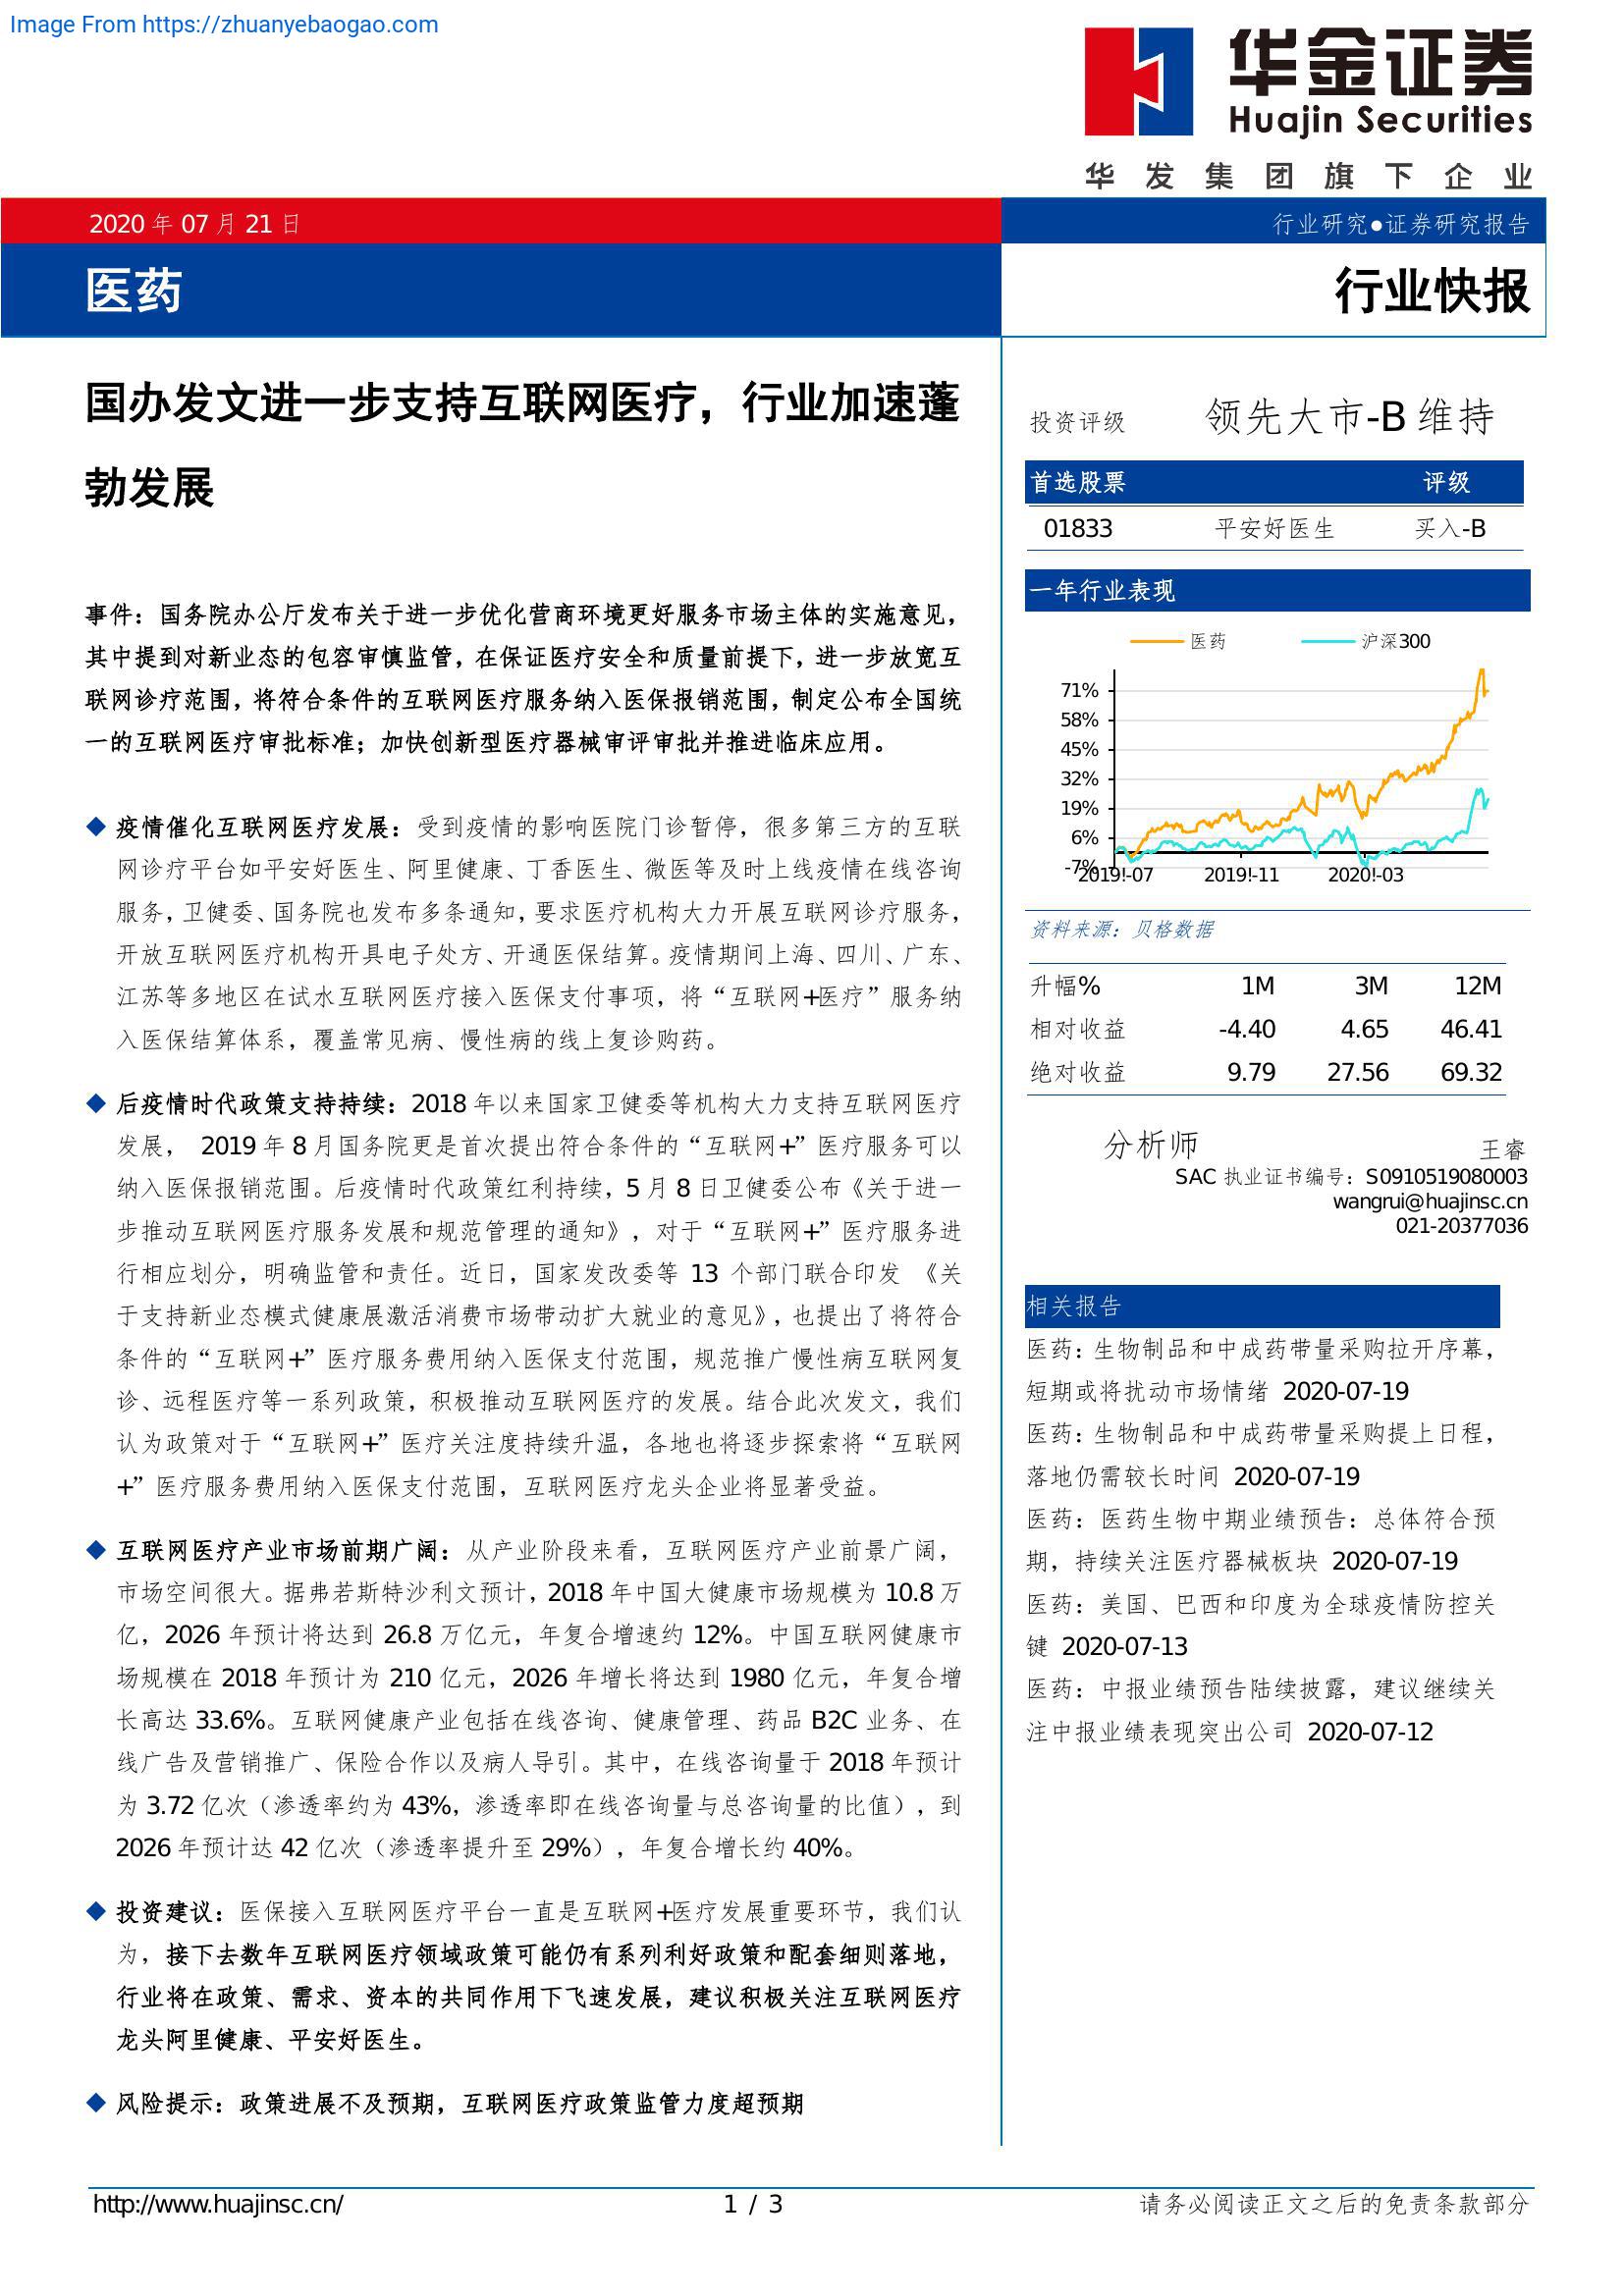 Image From https://zhuanyebaogao.com
华金证券
Huajin Securities
华发集团旗下企业
2020 年 07 月 21 日
行业研究●证券研究报告
医药
行业快报
国办发文进一步支持互联网医疗，行业加速蓬
勃发展
事件：国务院办公厅发布关于进一步优化营商环境更好服务市场主体的实施意见，
其中提到对新业态的包容审慎监管，在保证医疗安全和质量前提下，进一步放宽互
联网诊疗范围，将符合条件的互联网医疗服务纳入医保报销范围，制定公布全国统
一的互联网医疗审批标准；加快创新型医疗器械审评审批并推进临床应用。
◆ 疫情催化互联网医疗发展：受到疫情的影响医院门诊暂停，很多第三方的互联
网诊疗平台如平安好医生、阿里健康、丁香医生、微医等及时上线疫情在线咨询
服务，卫健委、国务院也发布多条通知，要求医疗机构大力开展互联网诊疗服务，
开放互联网医疗机构开具电子处方、开通医保结算。疫情期间上海、四川、广东、
江苏等多地区在试水互联网医疗接入医保支付事项，将“互联网+医疗”服务纳
入医保结算体系，覆盖常见病、慢性病的线上复诊购药。
◆ 后疫情时代政策支持持续：2018 年以来国家卫健委等机构大力支持互联网医疗
发展， 2019 年 8 月国务院更是首次提出符合条件的“互联网+”医疗服务可以
纳入医保报销范围。后疫情时代政策红利持续，5 月 8 日卫健委公布《关于进一
步推动互联网医疗服务发展和规范管理的通知》，对于“互联网+”医疗服务进
行相应划分，明确监管和责任。近日，国家发改委等 13 个部门联合印发 《关
于支持新业态模式健康展激活消费市场带动扩大就业的意见》，也提出了将符合
条件的“互联网+”医疗服务费用纳入医保支付范围，规范推广慢性病互联网复
诊、远程医疗等一系列政策，积极推动互联网医疗的发展。结合此次发文，我们
认为政策对于“互联网+”医疗关注度持续升温，各地也将逐步探索将“互联网
+”医疗服务费用纳入医保支付范围，互联网医疗龙头企业将显著受益。
◆ 互联网医疗产业市场前期广阔：从产业阶段来看，互联网医疗产业前景广阔，
市场空间很大。据弗若斯特沙利文预计，2018 年中国大健康市场规模为 10.8 万
亿，2026 年预计将达到 26.8 万亿元，年复合增速约 12%。中国互联网健康市
场规模在 2018 年预计为 210 亿元，2026 年增长将达到 1980 亿元，年复合增
长高达 33.6%。互联网健康产业包括在线咨询、健康管理、药品 B2C 业务、在
线广告及营销推广、保险合作以及病人导引。其中，在线咨询量于 2018 年预计
为 3.72 亿次（渗透率约为 43%，渗透率即在线咨询量与总咨询量的比值），到
2026 年预计达 42 亿次（渗透率提升至 29%），年复合增长约 40%。
◆ 投资建议：医保接入互联网医疗平台一直是互联网+医疗发展重要环节，我们认
为，接下去数年互联网医疗领域政策可能仍有系列利好政策和配套细则落地，
行业将在政策、需求、资本的共同作用下飞速发展，建议积极关注互联网医疗
龙头阿里健康、平安好医生。
◆ 风险提示：政策进展不及预期，互联网医疗政策监管力度超预期
投资评级 领先大市-B 维持
首选股票 评级
01833 平安好医生 买入-B
一年行业表现
医药 沪深300
71%
58%
45%
32%
19%
6%
-7%
2019!-07 2019!-11 2020!-03
资料来源：贝格数据
升幅% 1M 3M 12M
相对收益 -4.40 4.65 46.41
绝对收益 9.79 27.56 69.32
分析师 王睿
SAC 执业证书编号：S0910519080003
wangrui@huajinsc.cn
021-20377036
相关报告
医药：生物制品和中成药带量采购拉开序幕，
短期或将扰动市场情绪 2020-07-19
医药：生物制品和中成药带量采购提上日程，
落地仍需较长时间 2020-07-19
医药：医药生物中期业绩预告：总体符合预
期，持续关注医疗器械板块 2020-07-19
医药：美国、巴西和印度为全球疫情防控关
键 2020-07-13
医药：中报业绩预告陆续披露，建议继续关
注中报业绩表现突出公司 2020-07-12
http://www.huajinsc.cn/ 1 / 3 请务必阅读正文之后的免责条款部分